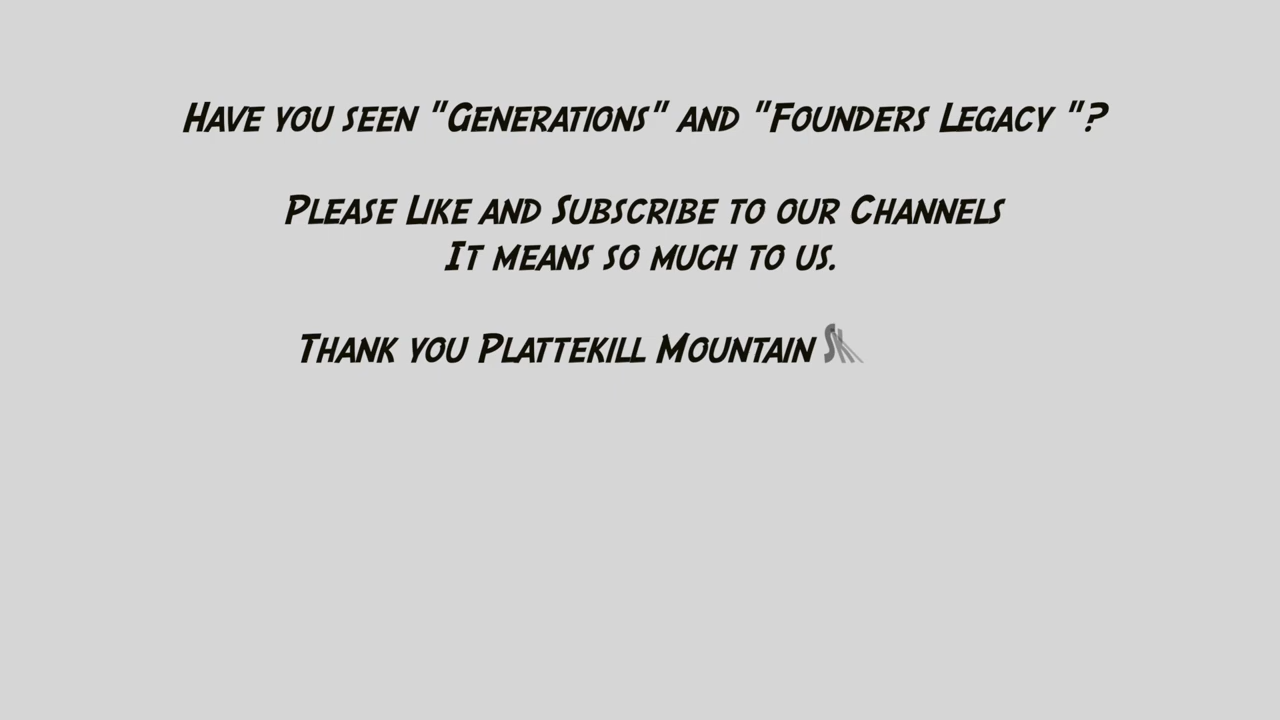 Have you seen "Generations" and "Founders Legacy "?
Please Like and Subscribe to our Channels
It means so much to us.
Thank you Plattekill Mountain